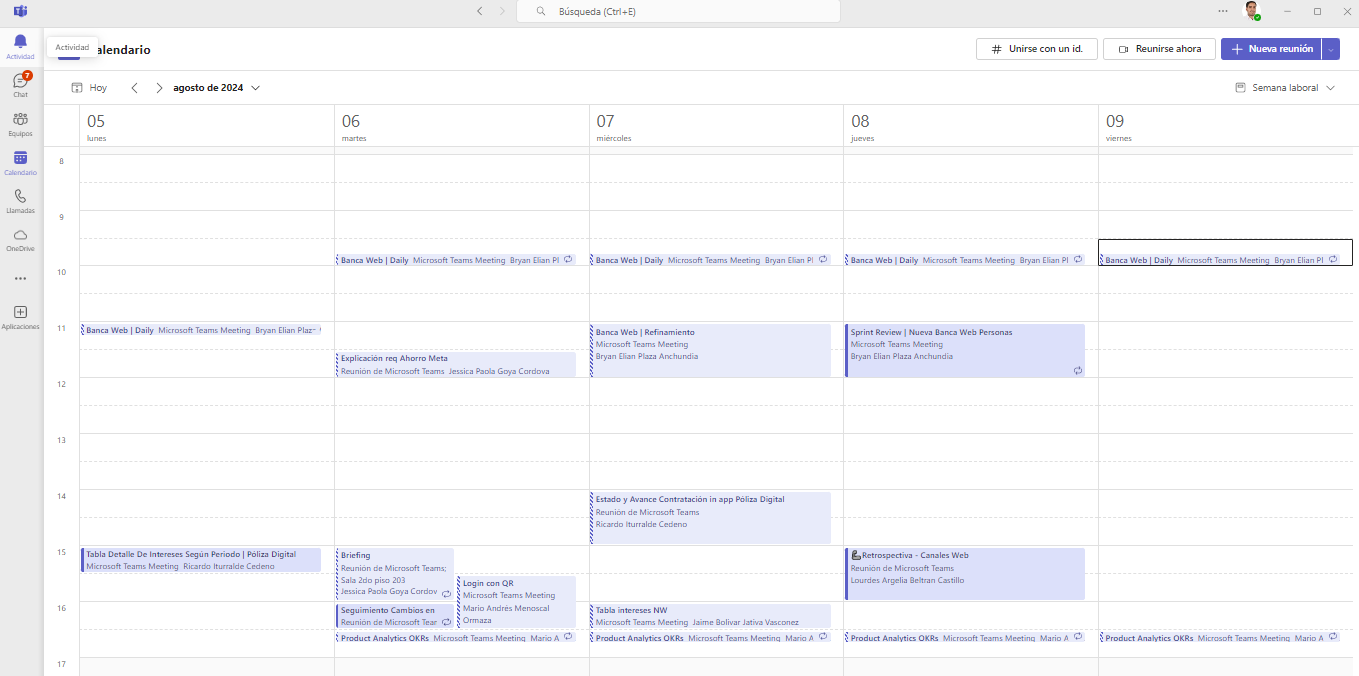 Búsqueda (Ctrl+E)
Actividad
Chat
7
Equipos
Calendario
Llamadas
OneDrive
Aplicaciones
Actividad
alendario
Unirse con un id.
Reunirse ahora
Nueva reunión
Hoy
agosto de 2024
Semana laboral
05
lunes
06
martes
07
miércoles
08
jueves
09
viernes
8
9
10
11
12
13
14
15
16
17
Banca Web | Daily Microsoft Teams Meeting Bryan Elian Plaz
Tabla Detalle De Intereses Según Periodo | Póliza Digital
Microsoft Teams Meeting Ricardo Iturralde Cedeno
Banca Web | Daily Microsoft Teams Meeting Bryan Elian Pl
Explicación req Ahorro Meta
Reunión de Microsoft Teams Jessica Paola Goya Cordova
Briefing
Reunión de Microsoft Teams;
Sala 2do piso 203
Jessica Paola Goya Cordov
Login con QR
Microsoft Teams Meeting
Mario Andrés Menoscal
Ormaza
Seguimiento Cambios en
Reunión de Microsoft Tear
Product Analytics OKRs Microsoft Teams Meeting Mario A
Banca Web | Daily Microsoft Teams Meeting Bryan Elian Pl
Banca Web | Refinamiento
Microsoft Teams Meeting
Bryan Elian Plaza Anchundia
Estado y Avance Contratación in app Póliza Digital
Reunión de Microsoft Teams
Ricardo Iturralde Cedeno
Tabla intereses NW
Microsoft Teams Meeting Jaime Bolivar Jativa Vasconez
Product Analytics OKRs Microsoft Teams Meeting Mario A
Banca Web | Daily Microsoft Teams Meeting Bryan Elian Pl
Sprint Review | Nueva Banca Web Personas
Microsoft Teams Meeting
Bryan Elian Plaza Anchundia
Retrospectiva - Canales Web
Reunión de Microsoft Teams
Lourdes Argelia Beltran Castillo
Product Analytics OKRs Microsoft Teams Meeting Mario A
Banca Web | Daily Microsoft Teams Meeting Bryan Elian Pl
Product Analytics OKRs Microsoft Teams Meeting Mario A